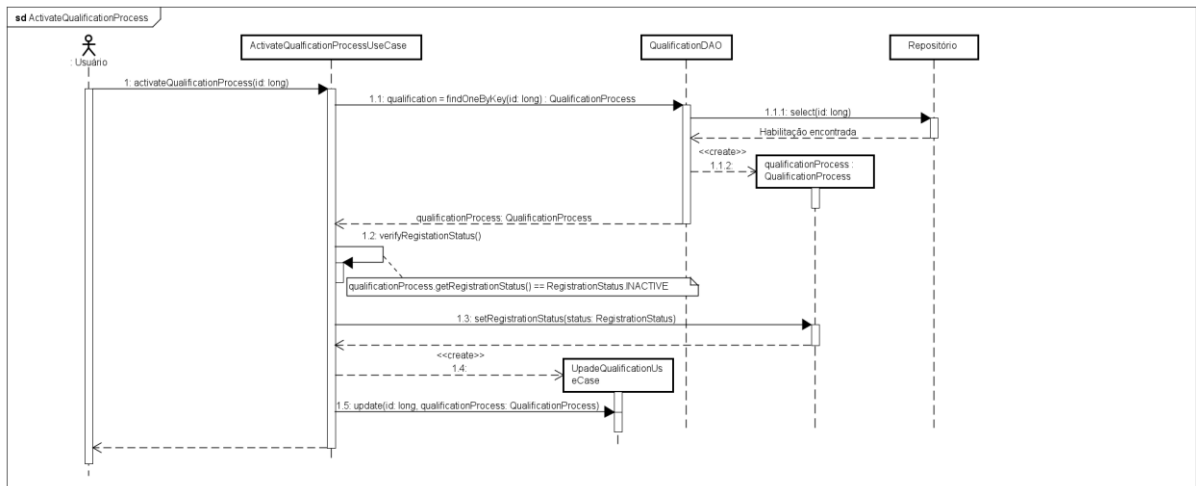 sd ActivateQualificationProcess
: Usuário
ActivateQualficationProcessUseCase
QualificationDAO
Repositório
1: activateQualificationProcess(id: long)
1.1: qualification = findOneByKey(id: long) : QualificationProcess
1.1.1: select(id: long)
Habilitação encontrada
<<create>>
1.1.2:
qualificationProcess :
QualificationProcess
qualificationProcess: QualificationProcess
1.2: verifyRegistationStatus()
qualificationProcess.getRegistrationStatus() == RegistrationStatus.INACTIVE
1.3: setRegistrationStatus(status: RegistrationStatus)
<<create>>
1.4:
UpadeQualificationUs
eCase
1.5: update(id: long, qualificationProcess: QualificationProcess)